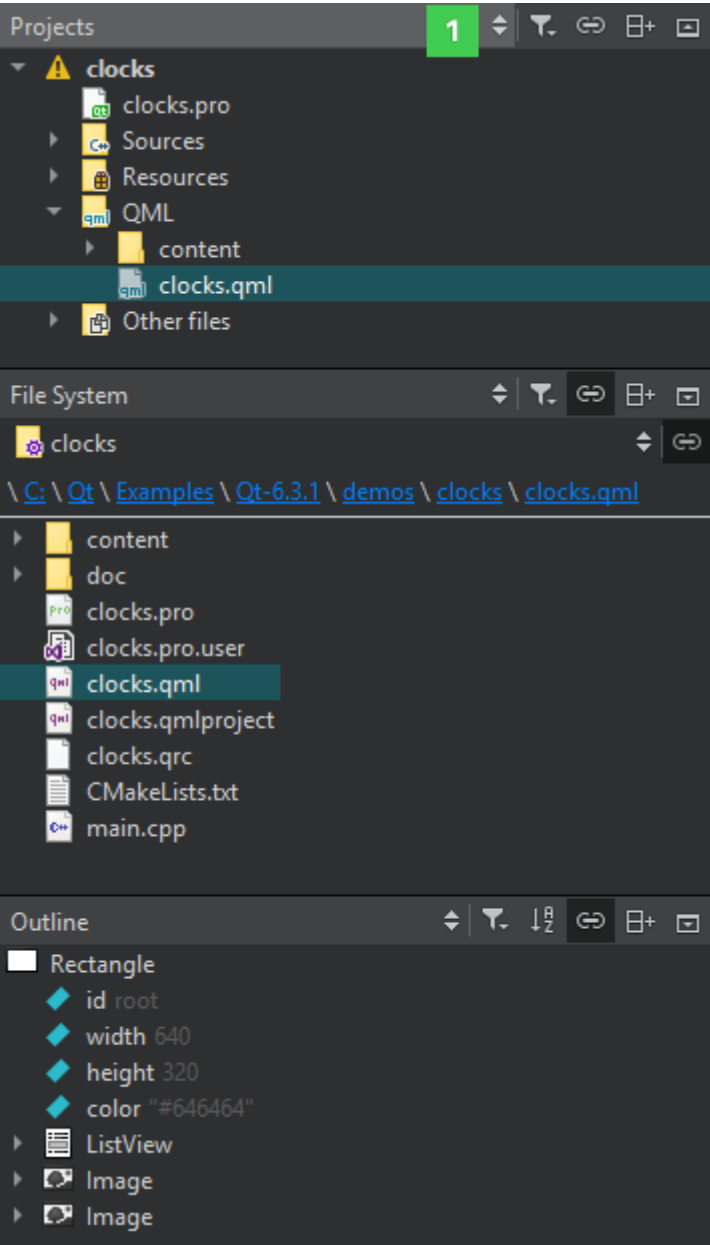 Projects 1
clocks
clocks.pro
Sources
Resources
QML
content
clocks.qml
Other files
File System
clocks
\ C: \ Qt \ Examples \ Qt-6.3.1 \ demos \ clocks \ clocks.qml
content
doc
clocks.pro
clocks.pro.user
clocks.qml
clocks.qmlproject
clocks.qrc
CMakeLists.txt
main.cpp
Outline
Rectangle
id root
width 640
height 320
color "#646464"
ListView
Image
Image